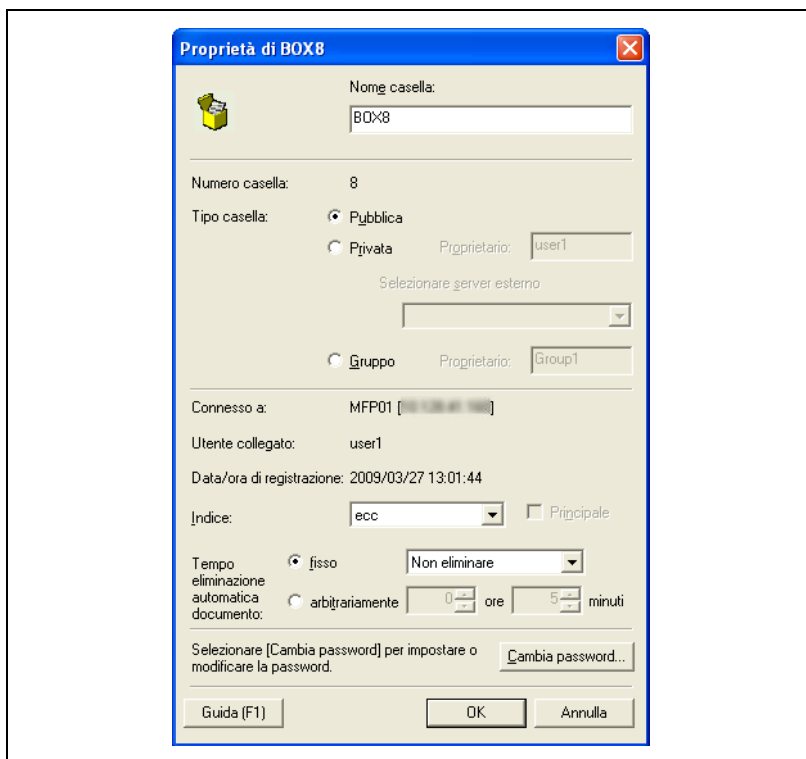 Proprietà di BOX8
Nome casella:
BOX8
Numero casella: 8
Tipo casella: Pubblica
Privata Proprietario: user1
Selezionare server esterno
Gruppo Proprietario: Group1
Connesso a: MFP01 [ ]
Utente collegato: user1
Data/ora di registrazione: 2009/03/27 13:01:44
Indice: ecc Principale
Tempo eliminazione automatica documento:
fisso Non eliminare
arbitrariamente 0 ore 5 minuti
Selezionare [Cambia password] per impostare o
modificare la password.
Cambia password...
Guida (F1) OK Annulla